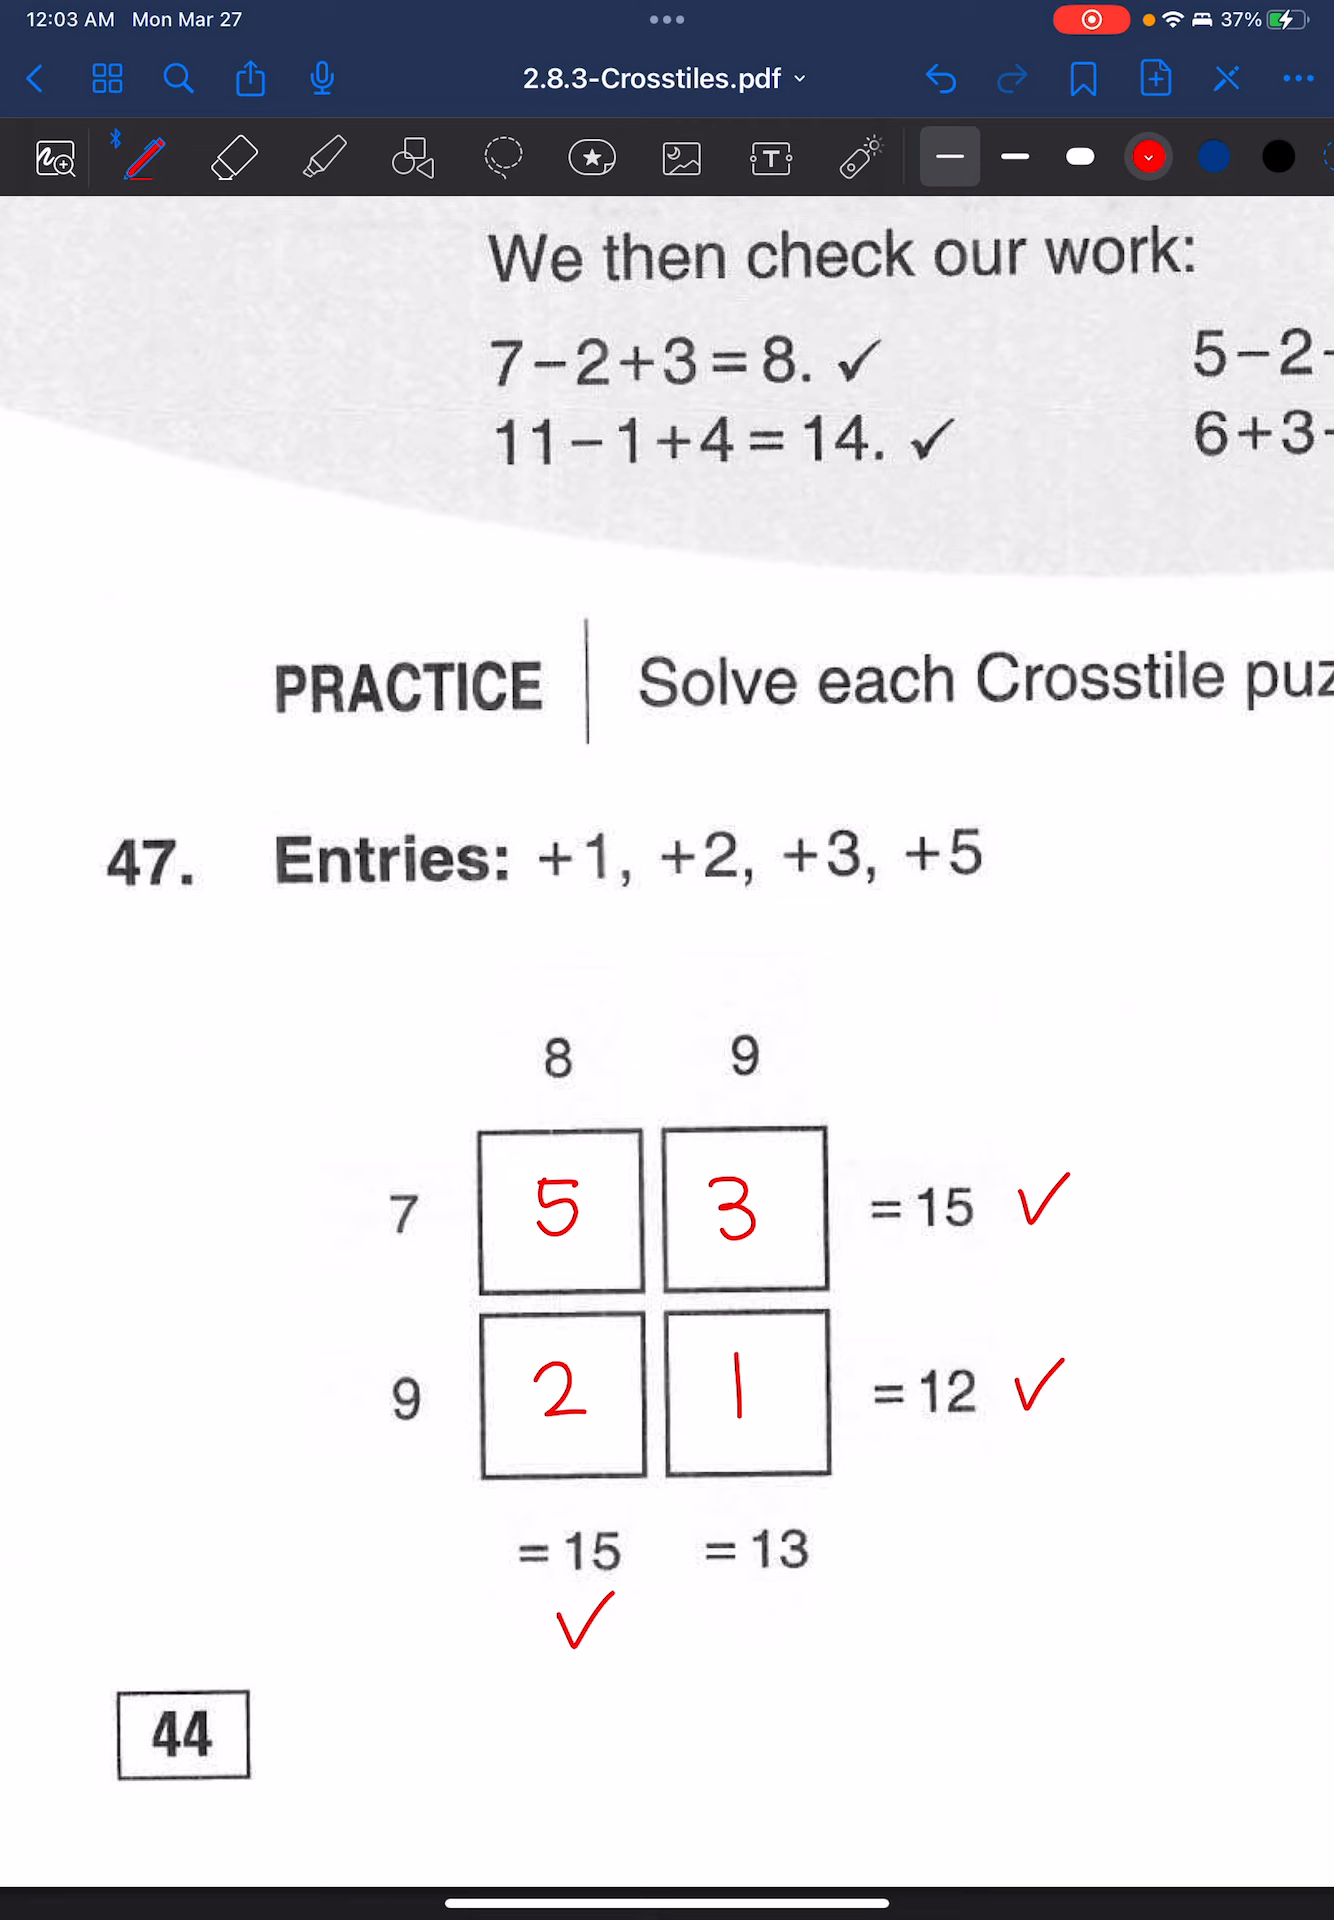 12:03 AM Mon Mar 27 37%
2.8.3-Crosstiles.pdf
T
We then check our work:
7-2+3=8. ✓ 5-2
11-1+4=14. ✓ 6+3
PRACTICE Solve each Crosstile puz
47. Entries: +1, +2, +3, +5
8 9
7 5 3 =15 ✓
9 2 1 =12 ✓
=15 =13
✓
44